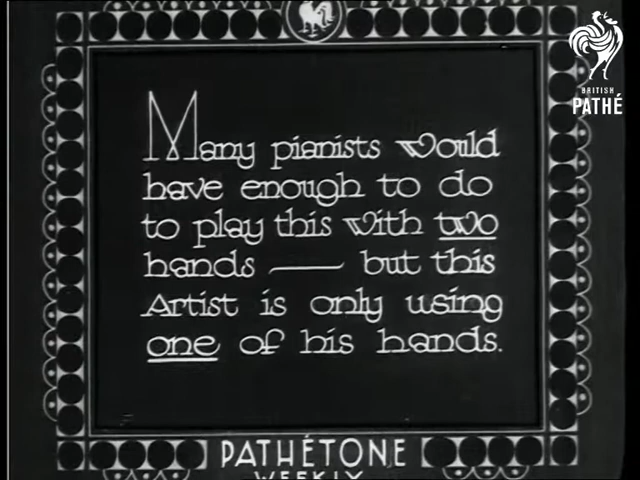 BRITISH
PATHÉ
Many pianists would
have enough to do
to play this with two
hands — but this
Artist is only using
one of his hands.
PATHÉTONE
WEEKLY